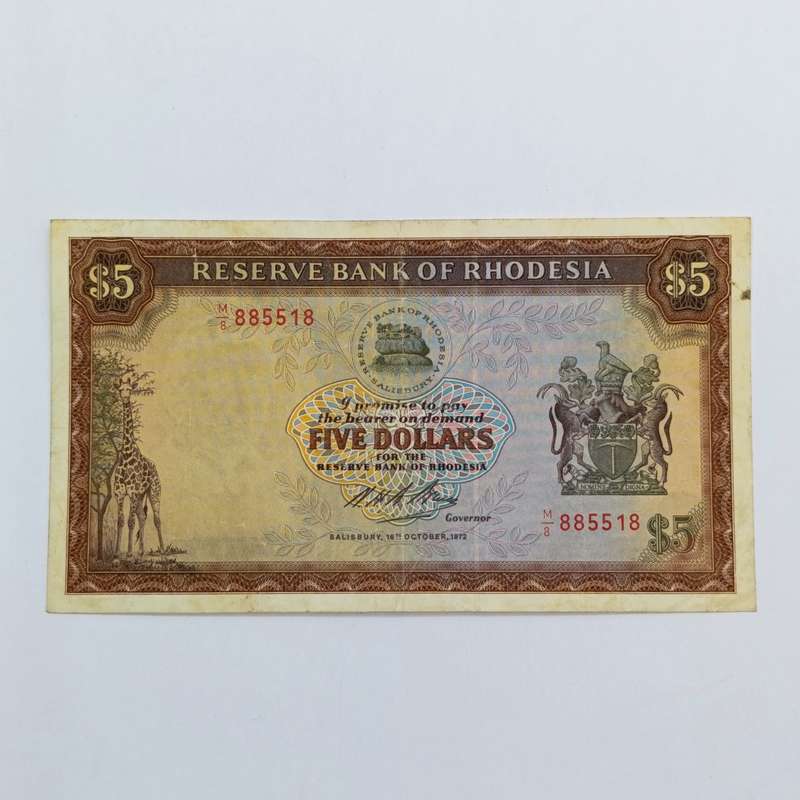 $5
RESERVE BANK OF RHODESIA
$5
M/8 885518
RESERVE BANK OF RHODESIA
SALISBURY
I promise to pay
the bearer on demand
FIVE DOLLARS
FOR THE
RESERVE BANK OF RHODESIA
Governor
SALISBURY, 16TH OCTOBER, 1972
M/8 885518
$5